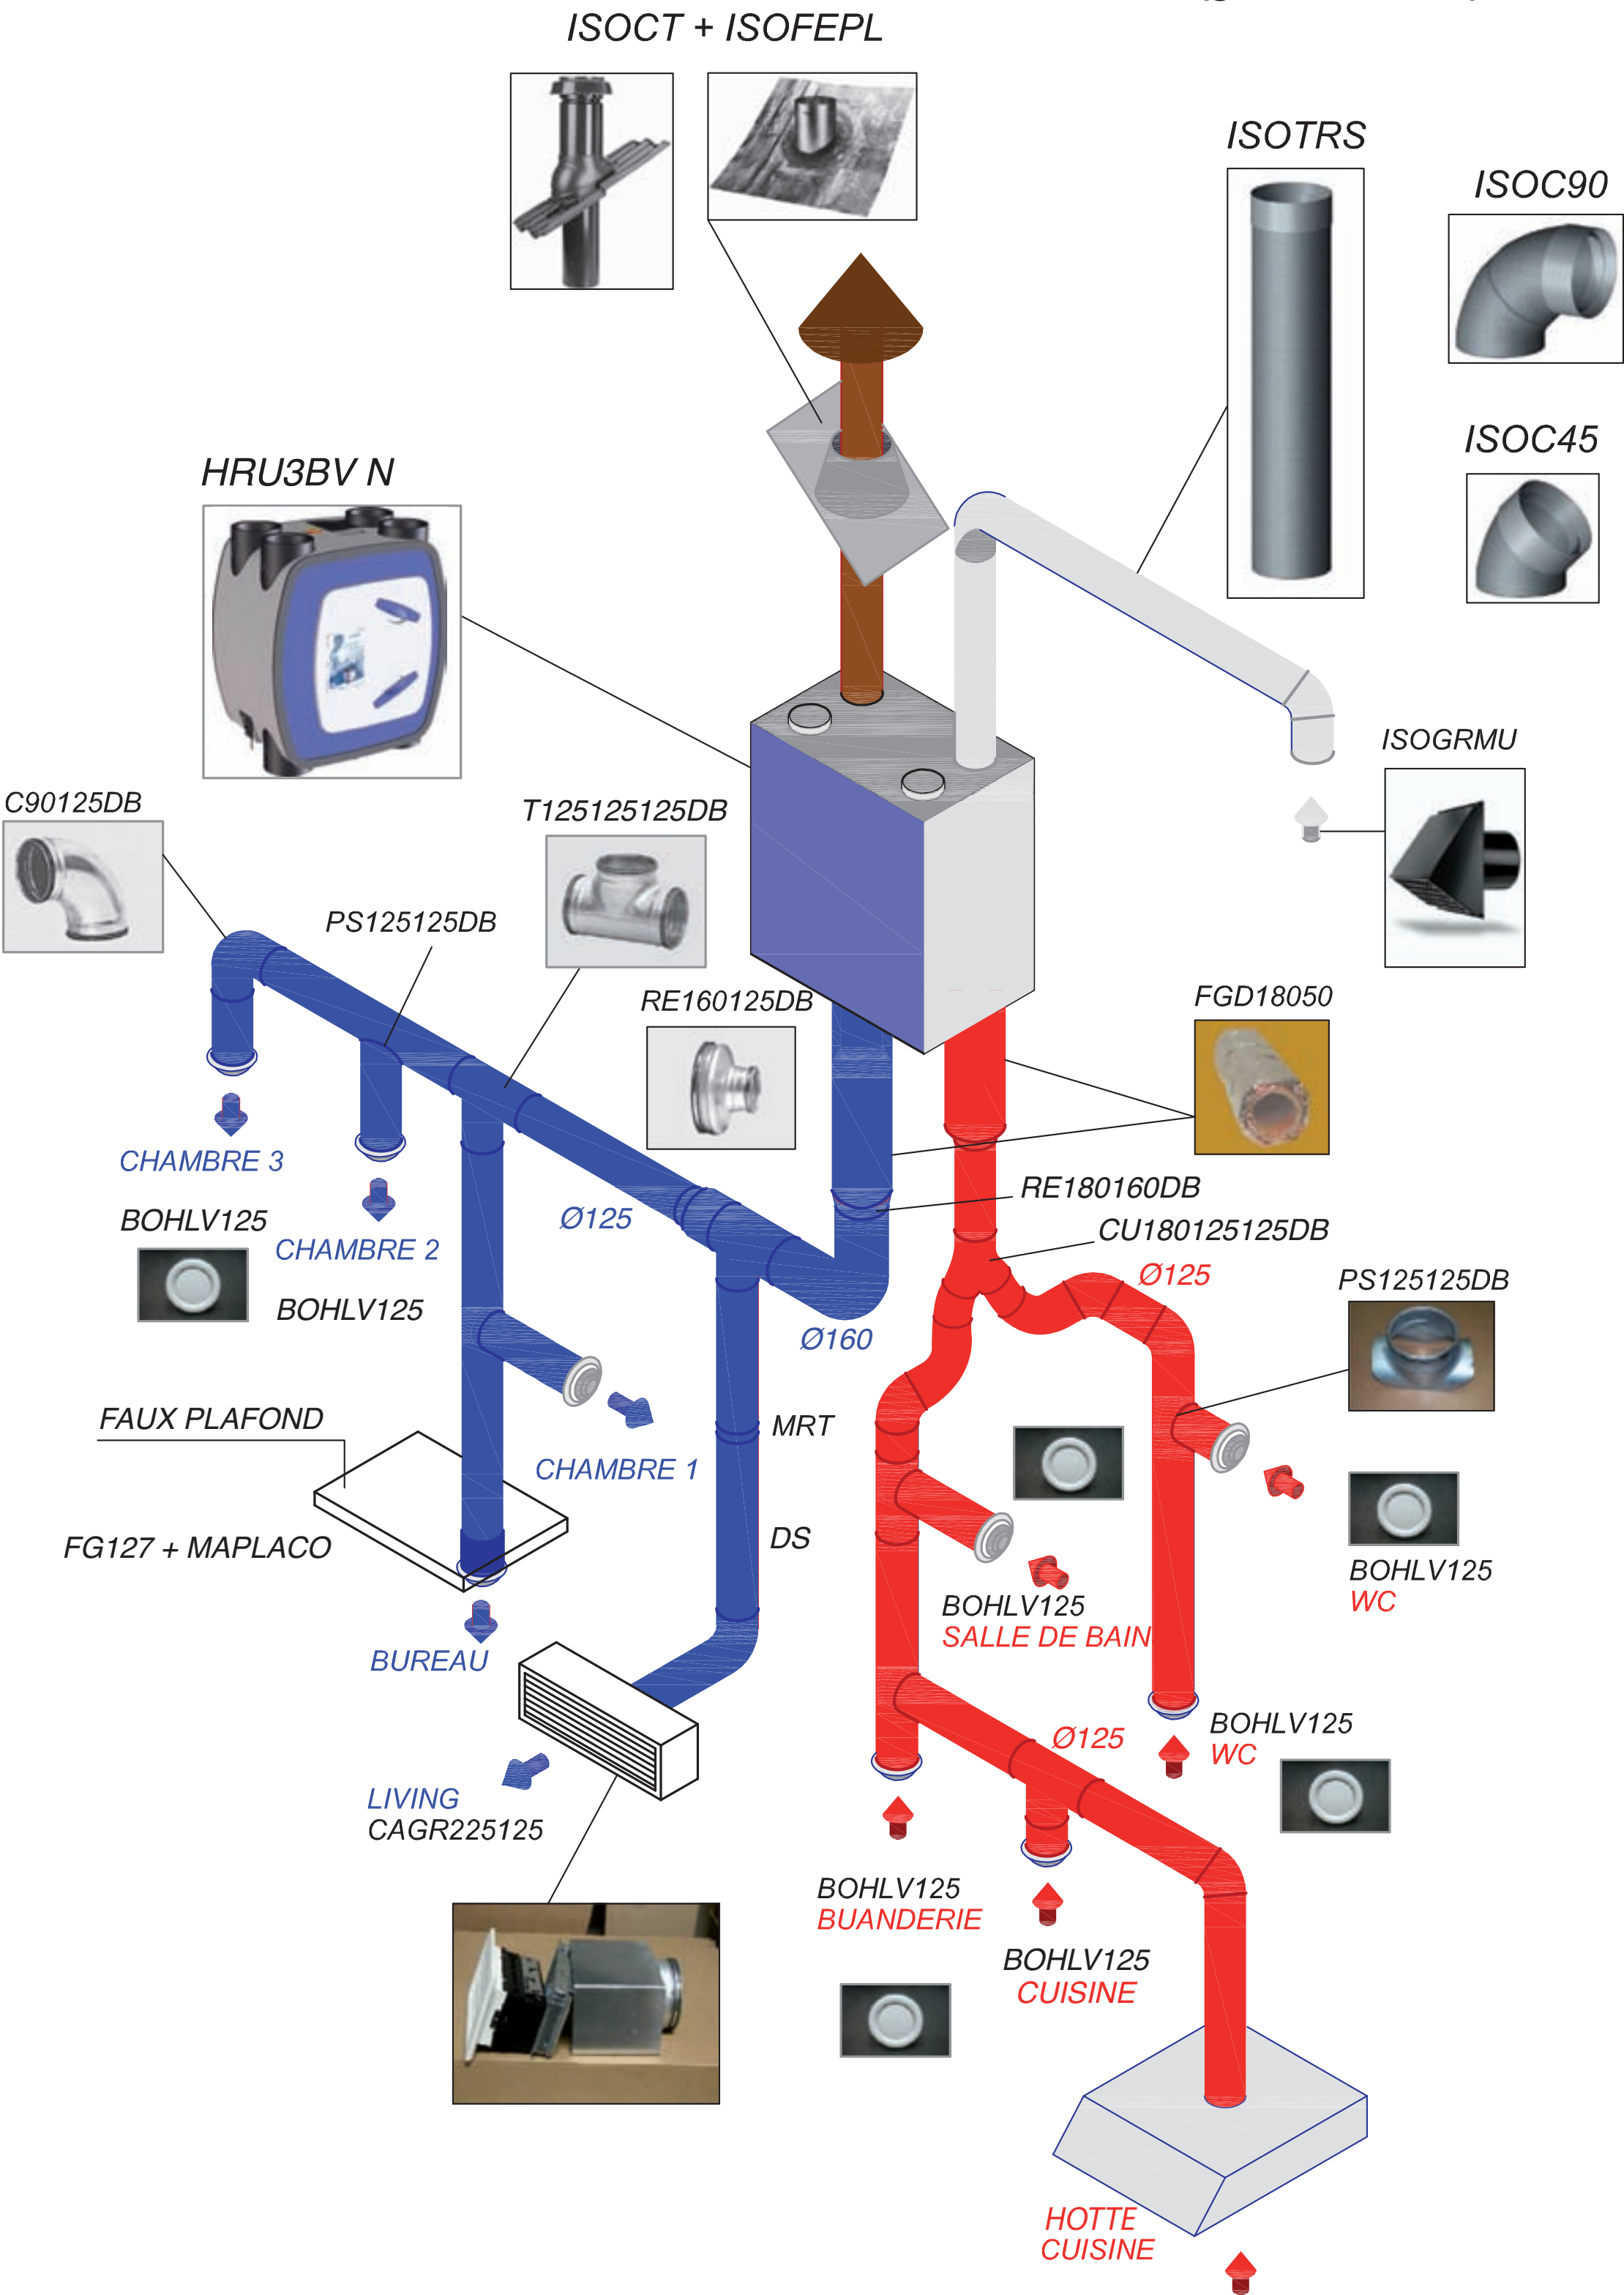 ISOCT + ISOFEPL
ISOTRS
ISOC90
ISOC45
HRU3BV N
ISOGRMU
C90125DB
T125125125DB
PS125125DB
RE160125DB
FGD18050
CHAMBRE 3
RE180160DB
BOHLV125
Ø125
CU180125125DB
CHAMBRE 2
Ø125
PS125125DB
BOHLV125
Ø160
FAUX PLAFOND
MRT
CHAMBRE 1
FG127 + MAPLACO
DS
BOHLV125
WC
BOHLV125
SALLE DE BAIN
BUREAU
BOHLV125
WC
Ø125
LIVING
CAGR225125
BOHLV125
BUANDERIE
BOHLV125
CUISINE
HOTTE
CUISINE